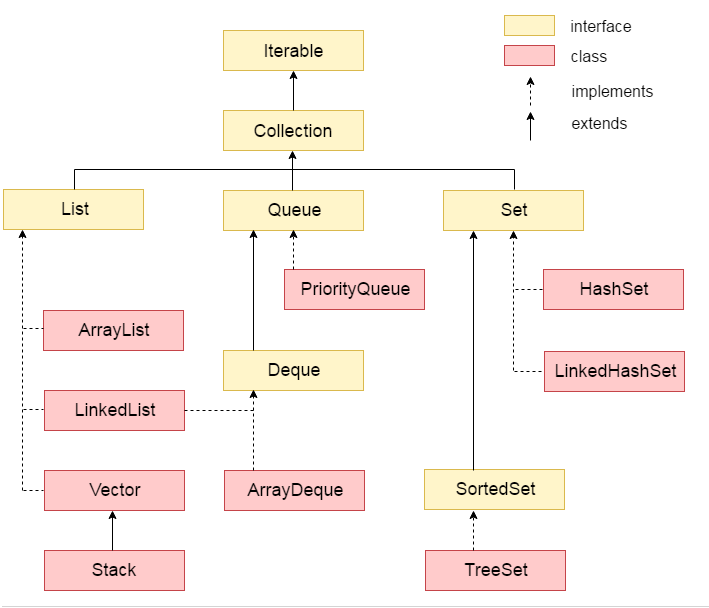 interface
Iterable
class
implements
Collection
extends
List
Queue
Set
PriorityQueue
HashSet
ArrayList
Deque
LinkedHashSet
LinkedList
Vector
ArrayDeque
SortedSet
Stack
TreeSet